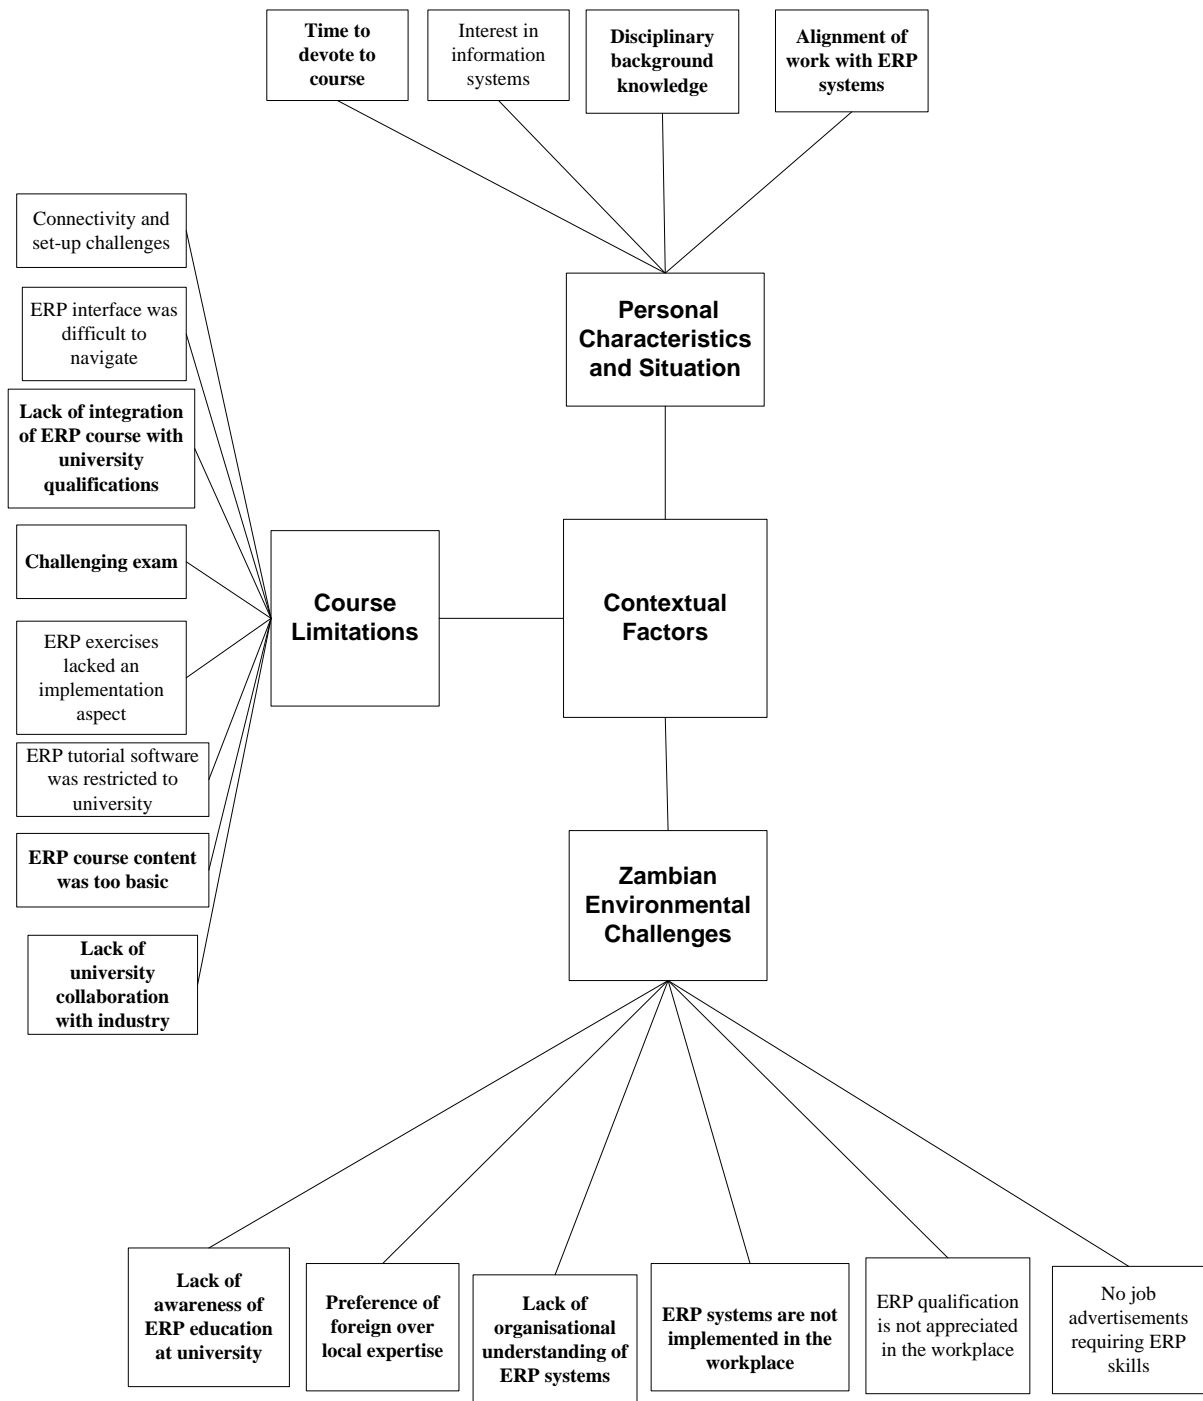 Time to
devote to
course
Interest in
information
systems
Disciplinary
background
knowledge
Alignment of
work with ERP
systems
Connectivity and
set-up challenges
ERP interface was
difficult to
navigate
Lack of integration
of ERP course with
university
qualifications
Challenging exam
ERP exercises
lacked an
implementation
aspect
ERP tutorial software
was restricted to
university
ERP course content
was too basic
Lack of
university
collaboration
with industry
Personal
Characteristics
and Situation
Course
Limitations
Contextual
Factors
Zambian
Environmental
Challenges
Lack of
awareness of
ERP education
at university
Preference of
foreign over
local expertise
Lack of
organisational
understanding of
ERP systems
ERP systems are not
implemented in the
workplace
ERP qualification
is not appreciated
in the workplace
No job
advertisements
requiring ERP
skills